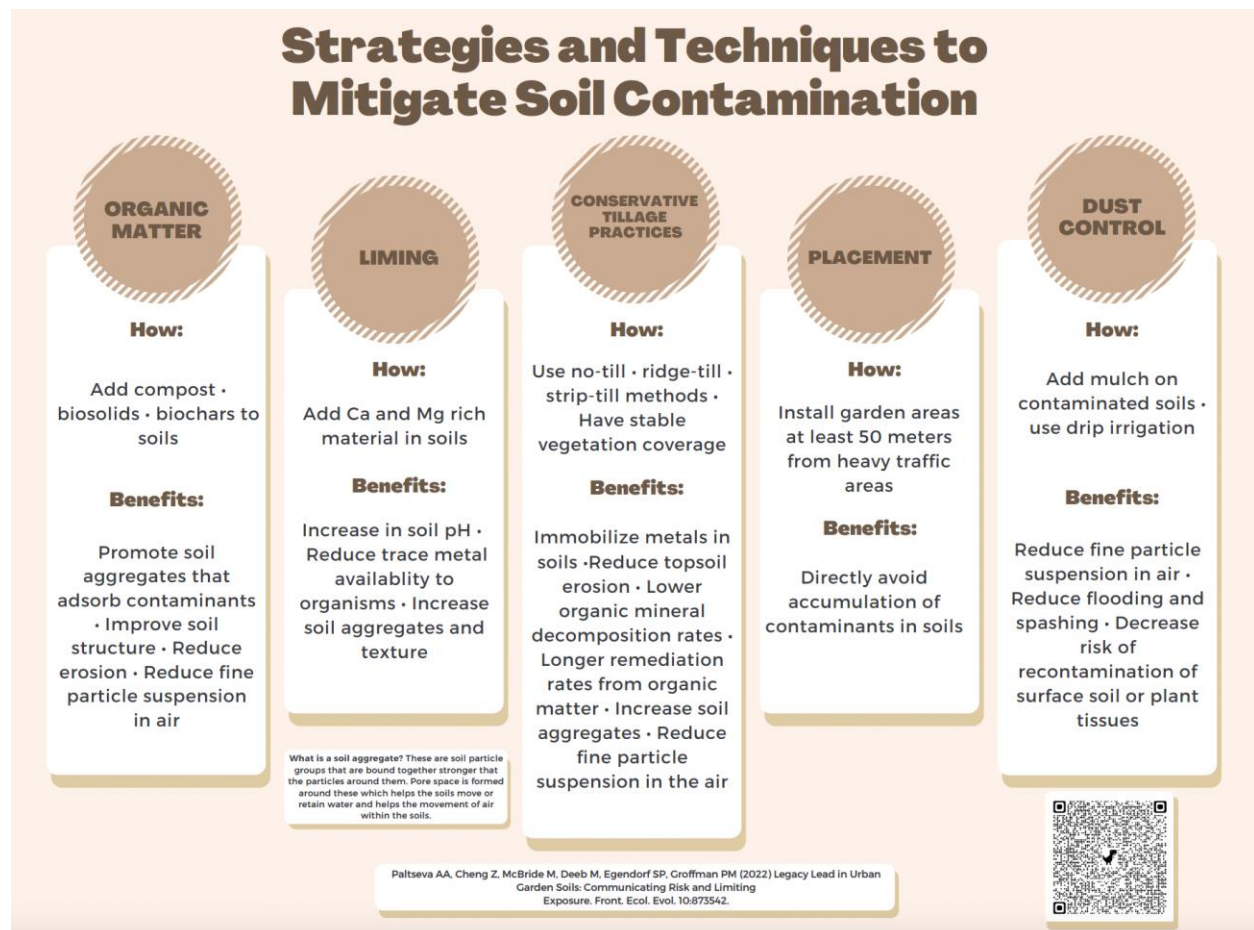 Strategies and Techniques to
Mitigate Soil Contamination
ORGANIC
MATTER
How:
Add compost •
biosolids • biochars to
soils
Benefits:
Promote soil
aggregates that
adsorb contaminants
• Improve soil
structure • Reduce
erosion • Reduce fine
particle suspension
in air
LIMING
How:
Add Ca and Mg rich
material in soils
Benefits:
Increase in soil pH •
Reduce trace metal
availablity to
organisms • Increase
soil aggregates and
texture
What is a soil aggregate? These are soil particle
groups that are bound together stronger that
the particles around them. Pore space is formed
around these which helps the soils move or
retain water and helps the movement of air
within the soils.
CONSERVATIVE
TILLAGE
PRACTICES
How:
Use no-till • ridge-till •
strip-till methods •
Have stable
vegetation coverage
Benefits:
Immobilize metals in
soils •Reduce topsoil
erosion • Lower
organic mineral
decomposition rates •
Longer remediation
rates from organic
matter • Increase soil
aggregates • Reduce
fine particle
suspension in the air
PLACEMENT
How:
Install garden areas
at least 50 meters
from heavy traffic
areas
Benefits:
Directly avoid
accumulation of
contaminants in soils
DUST
CONTROL
How:
Add mulch on
contaminated soils •
use drip irrigation
Benefits:
Reduce fine particle
suspension in air •
Reduce flooding and
spashing • Decrease
risk of
recontamination of
surface soil or plant
tissues
Paltseva AA, Cheng Z, McBride M, Deeb M, Egendorf SP, Groffman PM (2022) Legacy Lead in Urban
Garden Soils: Communicating Risk and Limiting
Exposure. Front. Ecol. Evol. 10:873542.